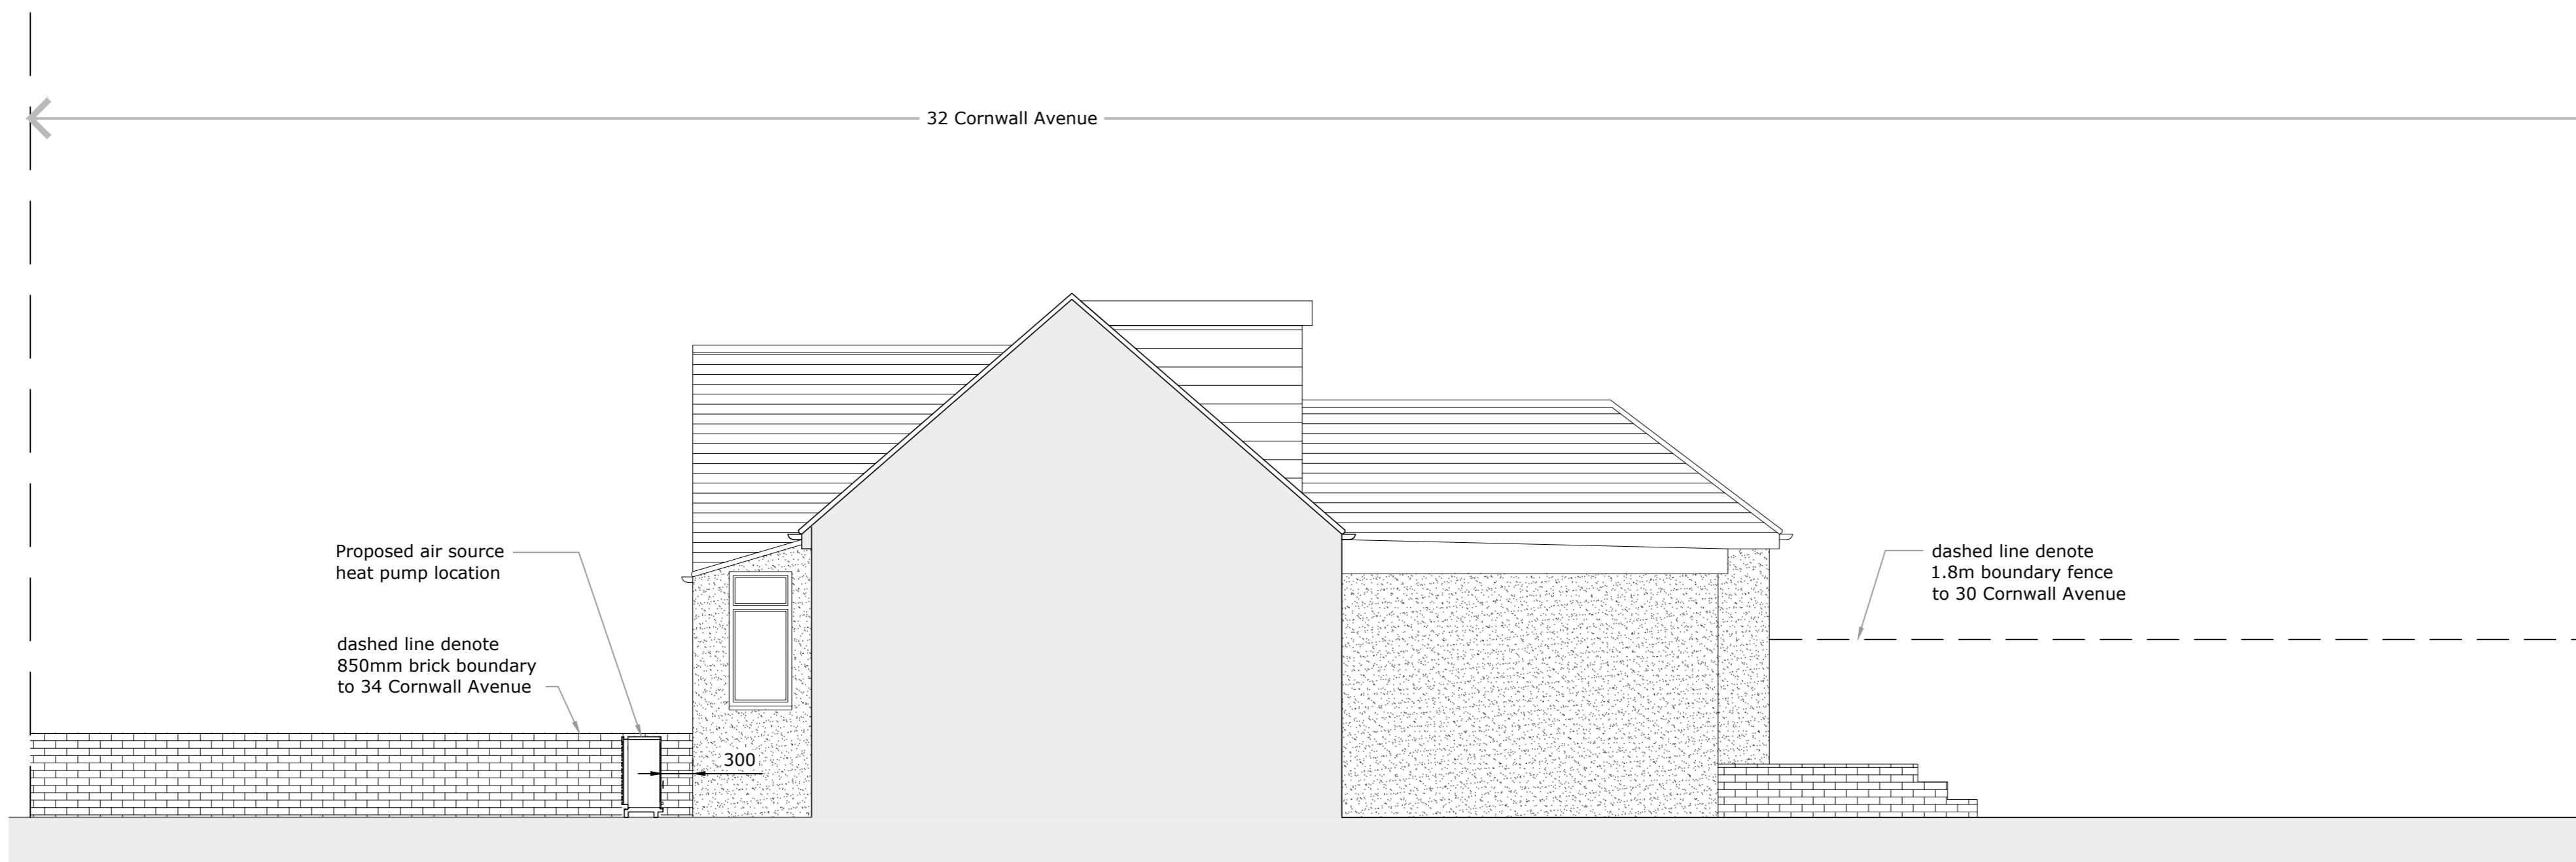 32 Cornwall Avenue
Proposed air source
heat pump location
dashed line denote
850mm brick boundary
to 34 Cornwall Avenue
300
dashed line denote
1.8m boundary fence
to 30 Cornwall Avenue